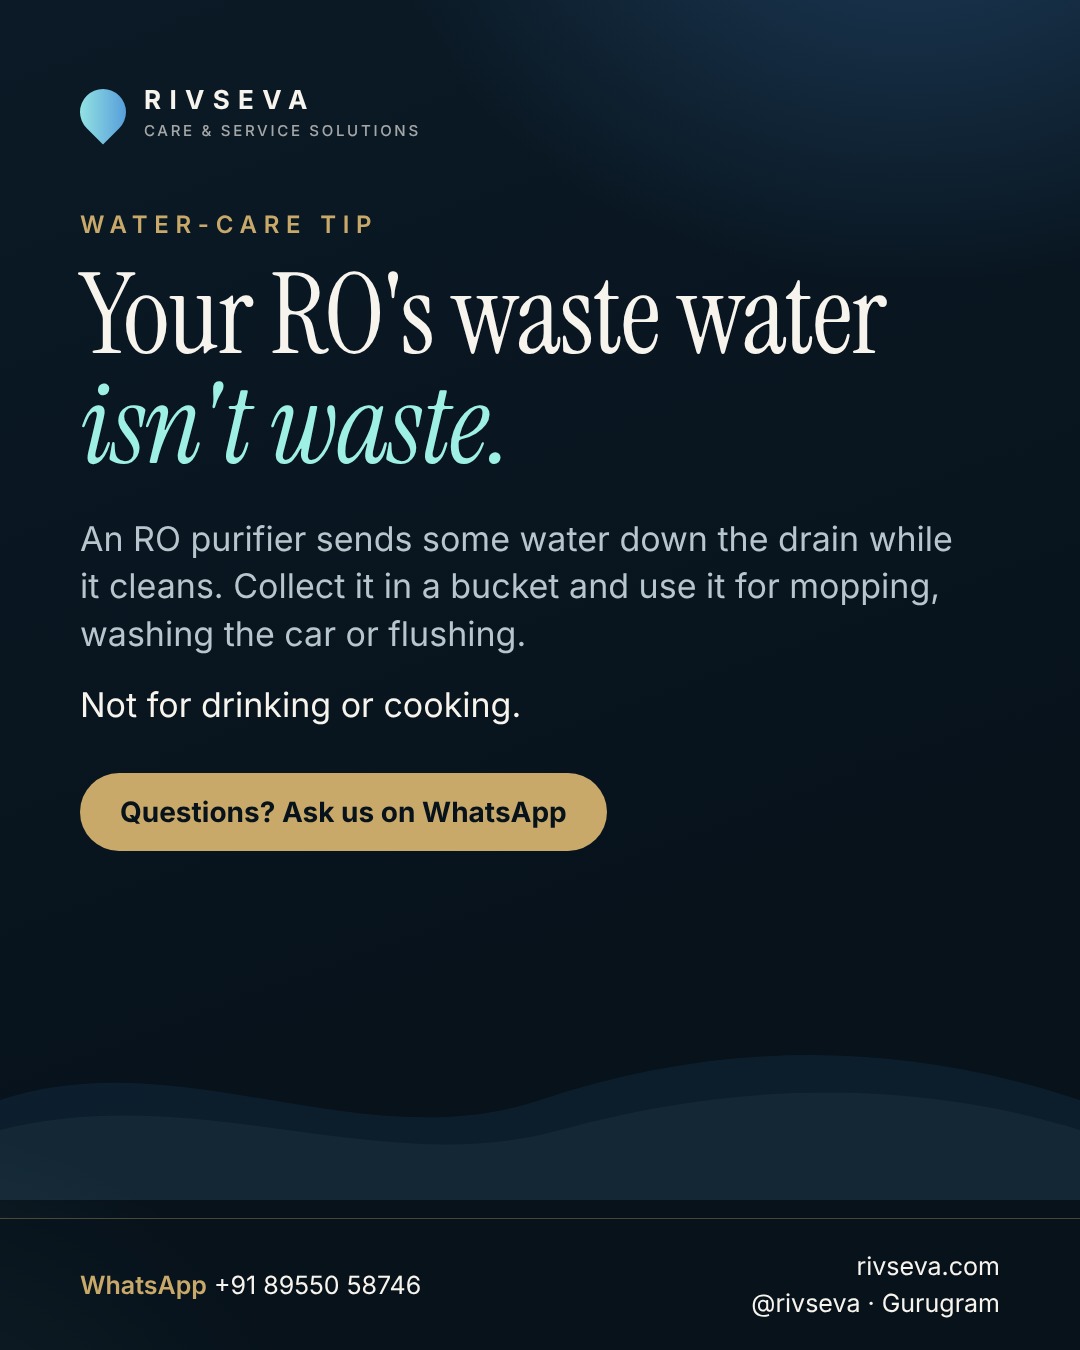 RIVSEVA
CARE & SERVICE SOLUTIONS
WATER-CARE TIP
Your RO's waste water
isn't waste.
An RO purifier sends some water down the drain while
it cleans. Collect it in a bucket and use it for mopping,
washing the car or flushing.
Not for drinking or cooking.
Questions? Ask us on WhatsApp
WhatsApp +91 89550 58746
rivseva.com
@rivseva · Gurugram